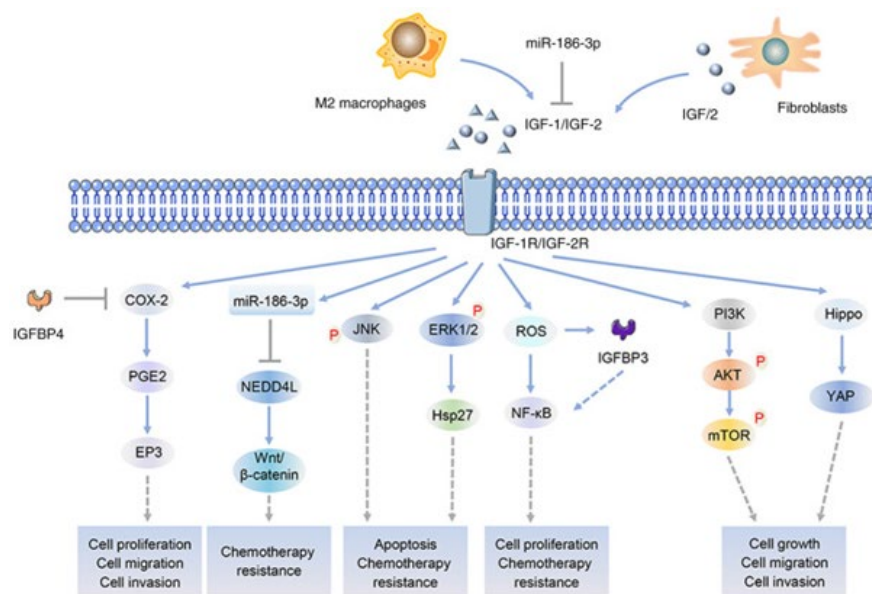 miR-186-3p
M2 macrophages
IGF-1/IGF-2
IGF/2
Fibroblasts
IGF-1R/IGF-2R
IGFBP4
COX-2
miR-186-3p
P
JNK
ERK1/2
P
ROS
IGFBP3
PI3K
Hippo
PGE2
NEDD4L
Hsp27
NF-κB
AKT
P
YAP
EP3
Wnt/
β-catenin
mTOR
P
Cell proliferation
Cell migration
Cell invasion
Chemotherapy
resistance
Apoptosis
Chemotherapy
resistance
Cell proliferation
Chemotherapy
resistance
Cell growth
Cell migration
Cell invasion